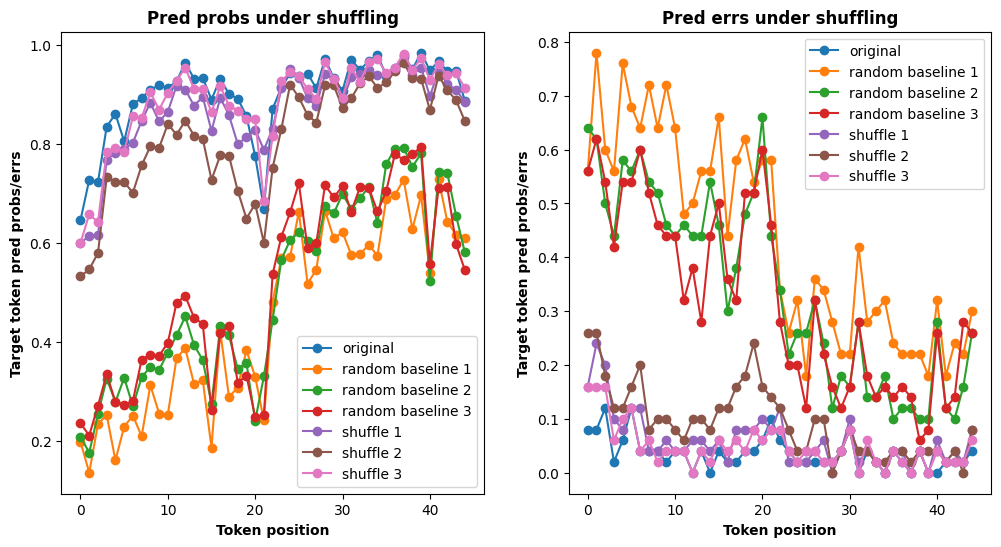 Pred probs under shuffling
Target token pred probs/errs
1.0
0.8
0.6
0.4
0.2
0
10
20
30
40
Token position
original
random baseline 1
random baseline 2
random baseline 3
shuffle 1
shuffle 2
shuffle 3
Pred errs under shuffling
Target token pred probs/errs
0.8
0.7
0.6
0.5
0.4
0.3
0.2
0.1
0.0
0
10
20
30
40
Token position
original
random baseline 1
random baseline 2
random baseline 3
shuffle 1
shuffle 2
shuffle 3